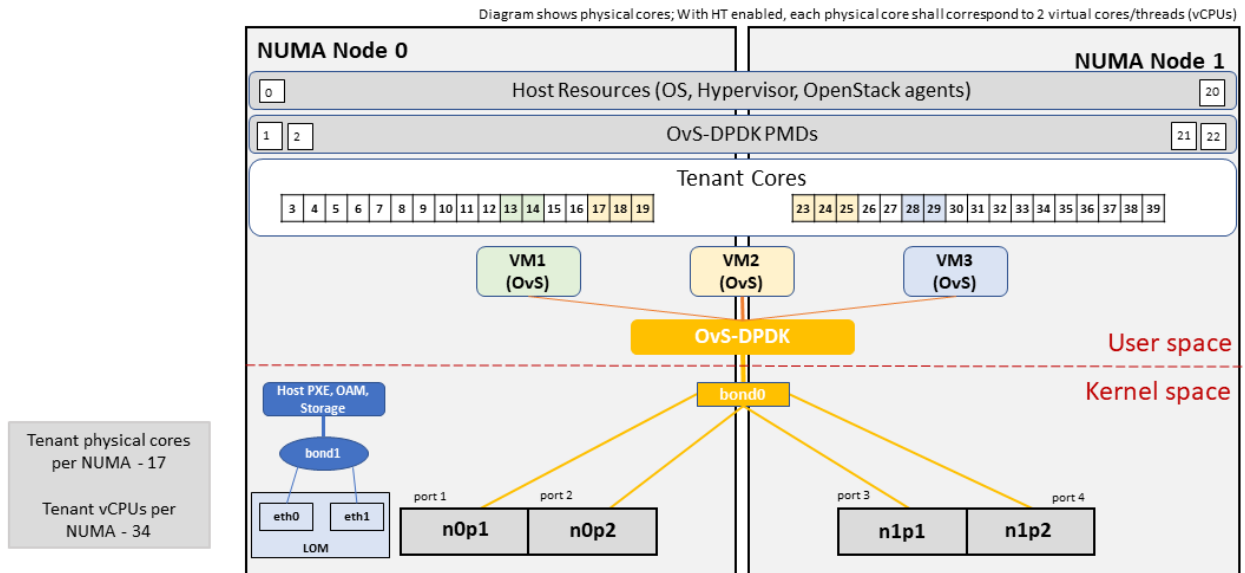 Diagram shows physical cores; With HT enabled, each physical core shall correspond to 2 virtual cores/threads (vCPUs)
NUMA Node 0
NUMA Node 1
Host Resources (OS, Hypervisor, OpenStack agents)
0
20
OvS-DPDK PMDs
1 2
21 22
Tenant Cores
3 4 5 6 7 8 9 10 11 12 13 14 15 16 17 18 19
23 24 25 26 27 28 29 30 31 32 33 34 35 36 37 38 39
VM1
(OvS)
VM2
(OvS)
VM3
(OvS)
OvS-DPDK
User space
Kernel space
Host PXE, OAM,
Storage
bond0
bond1
Tenant physical cores
per NUMA - 17
Tenant vCPUs per
NUMA - 34
eth0
eth1
LOM
port 1
port 2
port 3
port 4
n0p1
n0p2
n1p1
n1p2